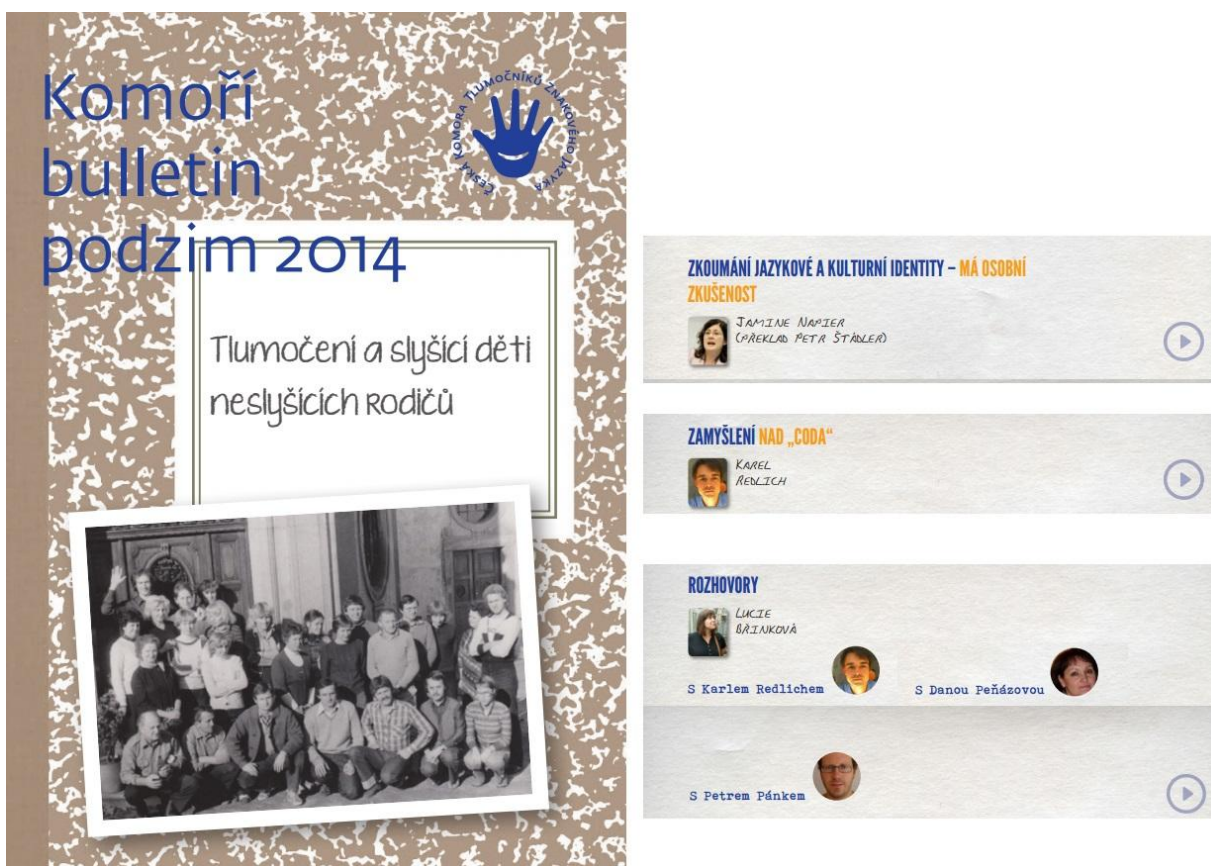 Komoří
bulletin
podzim 2014
Česká Komora Tlumočníků Znakového Jazyka
Tlumočení a slyšící děti
neslyšících rodičů
ZKOUMÁNÍ JAZYKOVÉ A KULTURNÍ IDENTITY – MÁ OSOBNÍ
ZKUŠENOST
JAMINE NAPIER
(PŘEKLAD PETR ŠTÁDLER)
ZAMYŠLENÍ NAD „CODA“
KAREL
REDLICH
ROZHOVORY
LUCIE
BŘINKOVÁ
S Karlem Redlichem
S Danou Peňázovou
S Petrem Pánkem